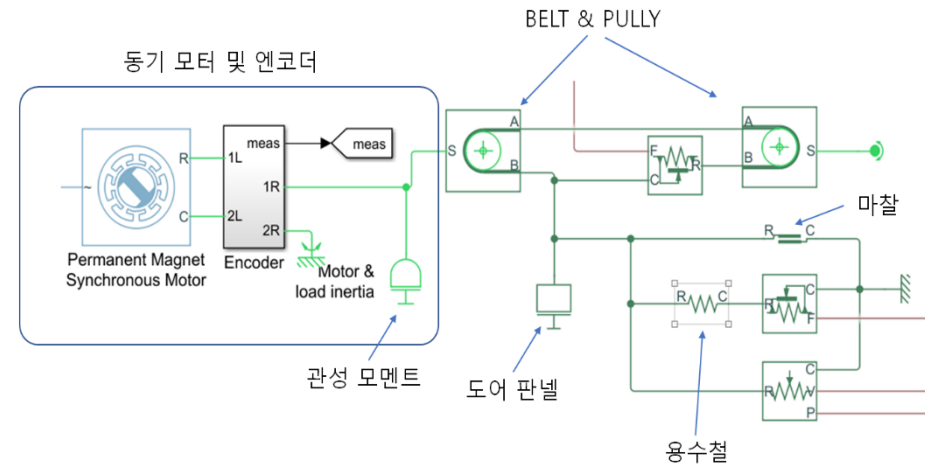 BELT & PULLY
동기 모터 및 엔코더
A
A
meas
meas
S
S
R
1L
B
F
B
1R
C
R
C
2L
2R
마찰
R
C
Permanent Magnet
Synchronous Motor
Encoder
Motor &
load inertia
R
C
R
C
F
관성 모멘트
도어 판넬
C
R
V
P
용수철